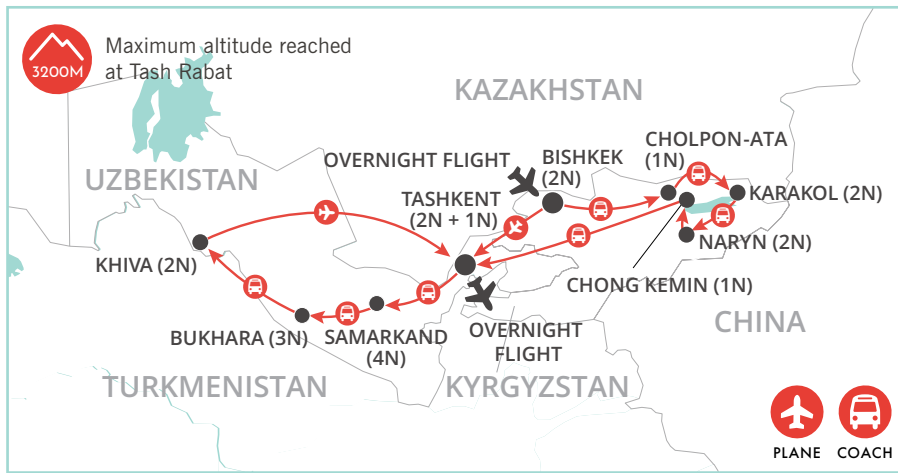 3200M
Maximum altitude reached
at Tash Rabat
KAZAKHSTAN
CHOLPON-ATA
(1N)
OVERNIGHT FLIGHT
BISHKEK
(2N)
UZBEKISTAN
KARAKOL (2N)
TASHKENT
(2N + 1N)
NARYN (2N)
KHIVA (2N)
CHONG KEMIN (1N)
CHINA
BUKHARA (3N)
SAMARKAND
(4N)
OVERNIGHT
FLIGHT
TURKMENISTAN
KYRGYZSTAN
PLANE
COACH